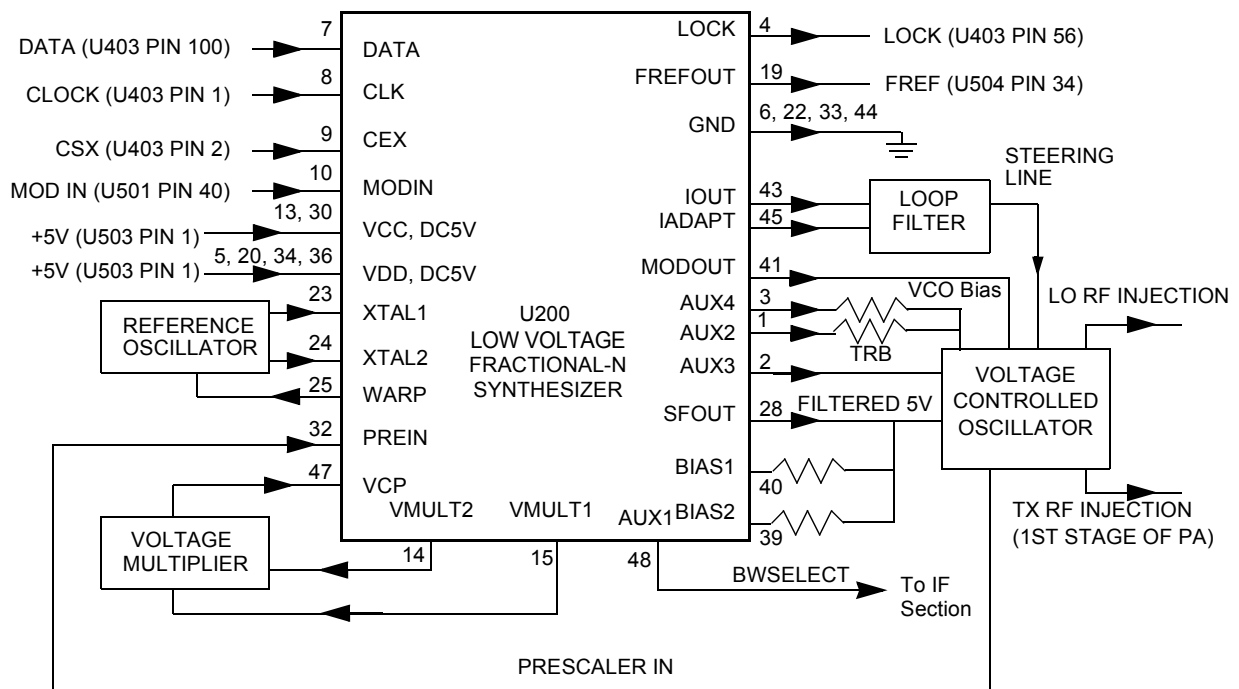 7
DATA (U403 PIN 100)
DATA
8
CLOCK (U403 PIN 1)
CLK
9
CSX (U403 PIN 2)
CEX
10
MOD IN (U501 PIN 40)
MODIN
13, 30
+5V (U503 PIN 1)
VCC, DC5V
5, 20, 34, 36
+5V (U503 PIN 1)
VDD, DC5V
23
XTAL1
REFERENCE
OSCILLATOR
24
XTAL2
25
WARP
32
PREIN
47
VCP
VOLTAGE
MULTIPLIER
VMULT2
14
VMULT1
15
AUX1
48
BWSELECT
To IF
Section
U200
LOW VOLTAGE
FRACTIONAL-N
SYNTHESIZER
LOCK
4
LOCK (U403 PIN 56)
FREFOUT
19
FREF (U504 PIN 34)
GND
6, 22, 33, 44
STEERING
LINE
IOUT
43
IADAPT
45
LOOP
FILTER
MODOUT
41
AUX4
3
VCO Bias
AUX2
1
TRB
AUX3
2
SFOUT
28
FILTERED 5V
BIAS1
40
BIAS2
39
LO RF INJECTION
VOLTAGE
CONTROLLED
OSCILLATOR
TX RF INJECTION
(1ST STAGE OF PA)
PRESCALER IN